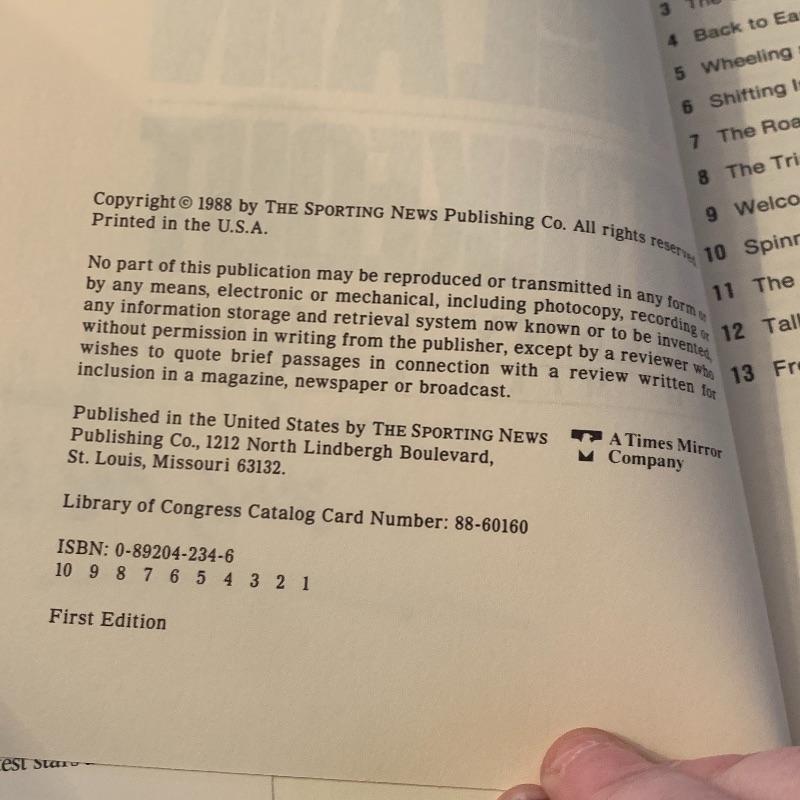 Copyright © 1988 by THE SPORTING NEWS Publishing Co. All rights reserved
Printed in the U.S.A.
No part of this publication may be reproduced or transmitted in any form or
by any means, electronic or mechanical, including photocopy, recording or
any information storage and retrieval system now known or to be invented,
without permission in writing from the publisher, except by a reviewer who
wishes to quote brief passages in connection with a review written for
inclusion in a magazine, newspaper or broadcast.
Published in the United States by THE SPORTING NEWS
Publishing Co., 1212 North Lindbergh Boulevard,
St. Louis, Missouri 63132.
A Times Mirror
Company
Library of Congress Catalog Card Number: 88-60160
ISBN: 0-89204-234-6
10 9 8 7 6 5 4 3 2 1
First Edition
3 The
4 Back to Ea
5 Wheeling
6 Shifting
7 The Roa
8 The Tri
9 Welco
10 Spinn
11 The
12 Tall
13 Fre